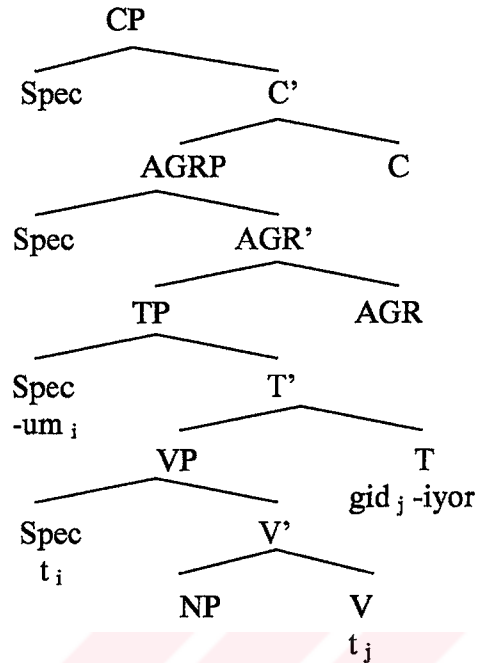 CP
Spec C’
AGRP C
Spec AGR’
TP AGR
Spec T’
-um i
VP T
gid j -iyor
Spec V’
t i
NP V
t j